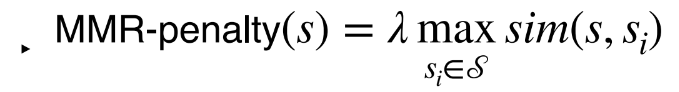 ▸ MMR-penalty(s) = λ max sim(s, sᵢ)
sᵢ∈𝒮